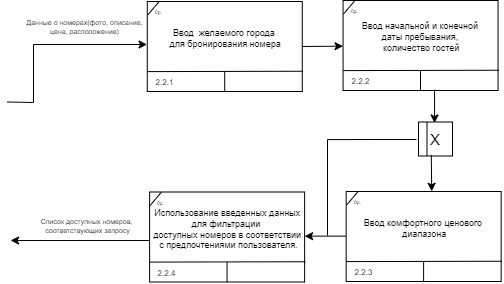 Данные о номерах(фото, описание,
цена, расположение)
0р.
Ввод желаемого города
для бронирования номера
2.2.1
0р.
Ввод начальной и конечной
даты пребывания,
количество гостей
2.2.2
X
0р.
Ввод комфортного ценового
диапазона
2.2.3
0р.
Использование введенных данных
для фильтрации
доступных номеров в соответствии
с предпочтениями пользователя.
2.2.4
Список доступных номеров,
соответствующих запросу